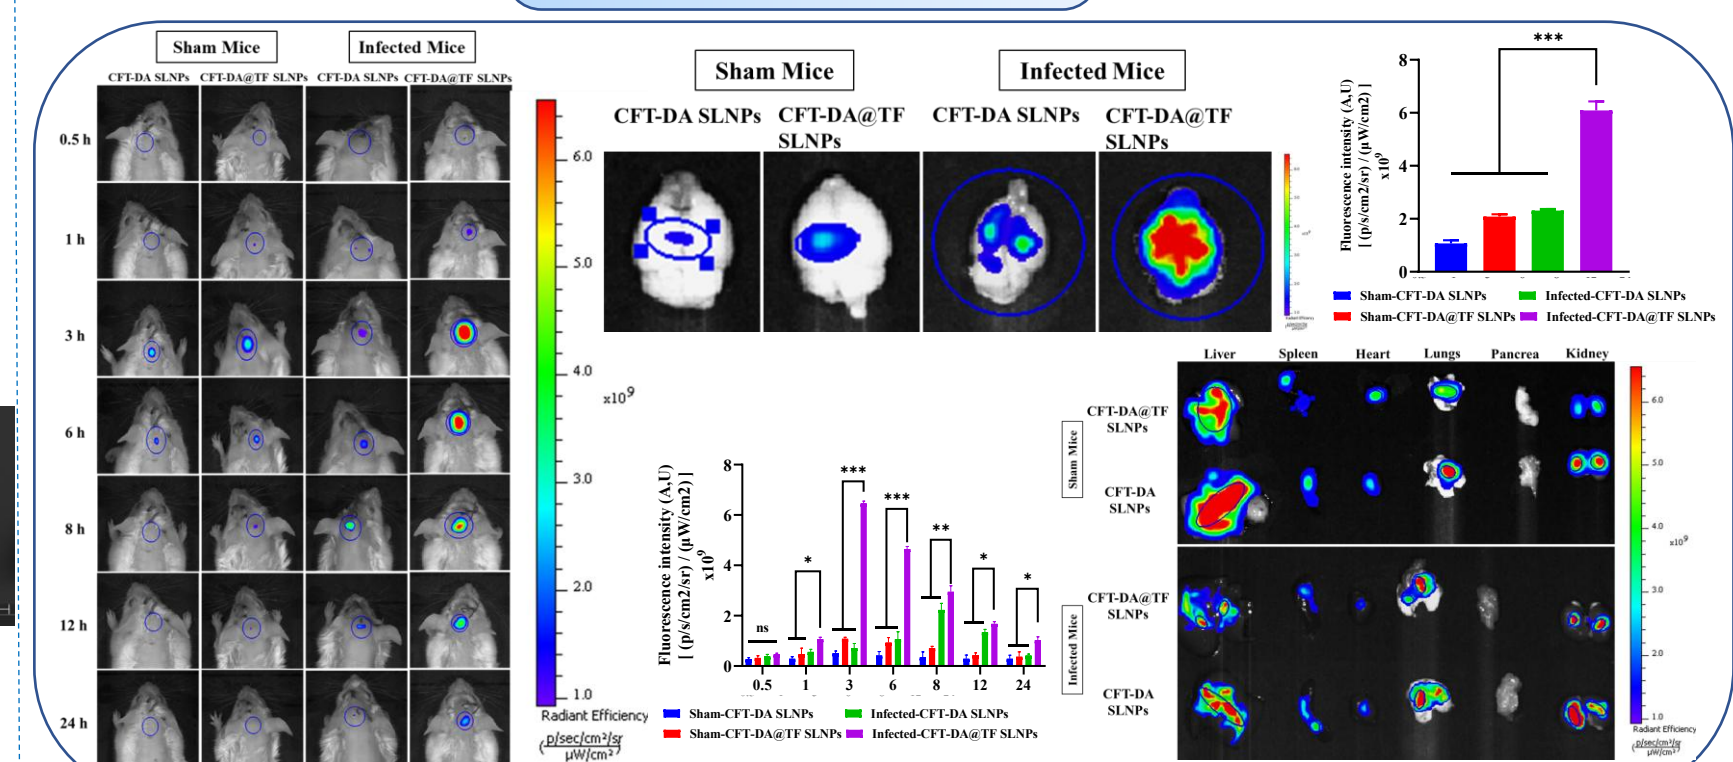 Sham Mice
Infected Mice
CFT-DA SLNPs
CFT-DA@TF SLNPs
CFT-DA SLNPs
CFT-DA@TF SLNPs
0.5 h
1 h
3 h
6 h
8 h
12 h
24 h
6.0
5.0
4.0
x10⁹
3.0
2.0
1.0
Radiant Efficiency
(p/sec/cm²/sr
μW/cm²)
Sham Mice
Infected Mice
CFT-DA SLNPs
CFT-DA@TF
SLNPs
CFT-DA SLNPs
CFT-DA@TF
SLNPs
Fluorescence intensity (A,U)
[ (p/s/cm2/sr) / (μW/cm2) ]
x10⁹
8
6
4
2
0
***
Sham-CFT-DA SLNPs
Infected-CFT-DA SLNPs
Sham-CFT-DA@TF SLNPs
Infected-CFT-DA@TF SLNPs
Fluorescence intensity (A,U)
[ (p/s/cm2/sr) / (μW/cm2) ]
x10⁹
8
6
4
2
0
ns
*
***
***
**
*
*
0.5 1 3 6 8 12 24
Sham-CFT-DA SLNPs
Infected-CFT-DA SLNPs
Sham-CFT-DA@TF SLNPs
Infected-CFT-DA@TF SLNPs
Liver Spleen Heart Lungs Pancrea Kidney
Sham Mice
CFT-DA@TF
SLNPs
CFT-DA
SLNPs
Infected Mice
CFT-DA@TF
SLNPs
CFT-DA
SLNPs
6.0
5.0
4.0
x10⁹
3.0
2.0
1.0
Radiant Efficiency
(p/sec/cm²/sr
μW/cm²)